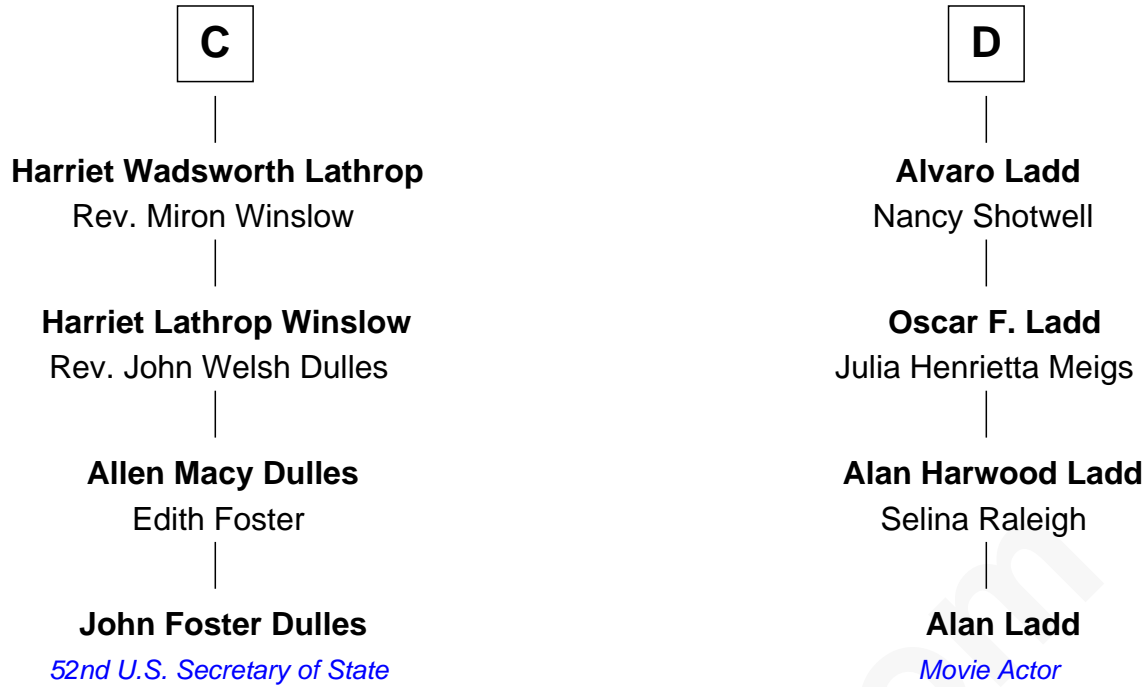 C
Harriet Wadsworth Lathrop
Rev. Miron Winslow
Harriet Lathrop Winslow
Rev. John Welsh Dulles
Allen Macy Dulles
Edith Foster
John Foster Dulles
52nd U.S. Secretary of State
D
Alvaro Ladd
Nancy Shotwell
Oscar F. Ladd
Julia Henrietta Meigs
Alan Harwood Ladd
Selina Raleigh
Alan Ladd
Movie Actor